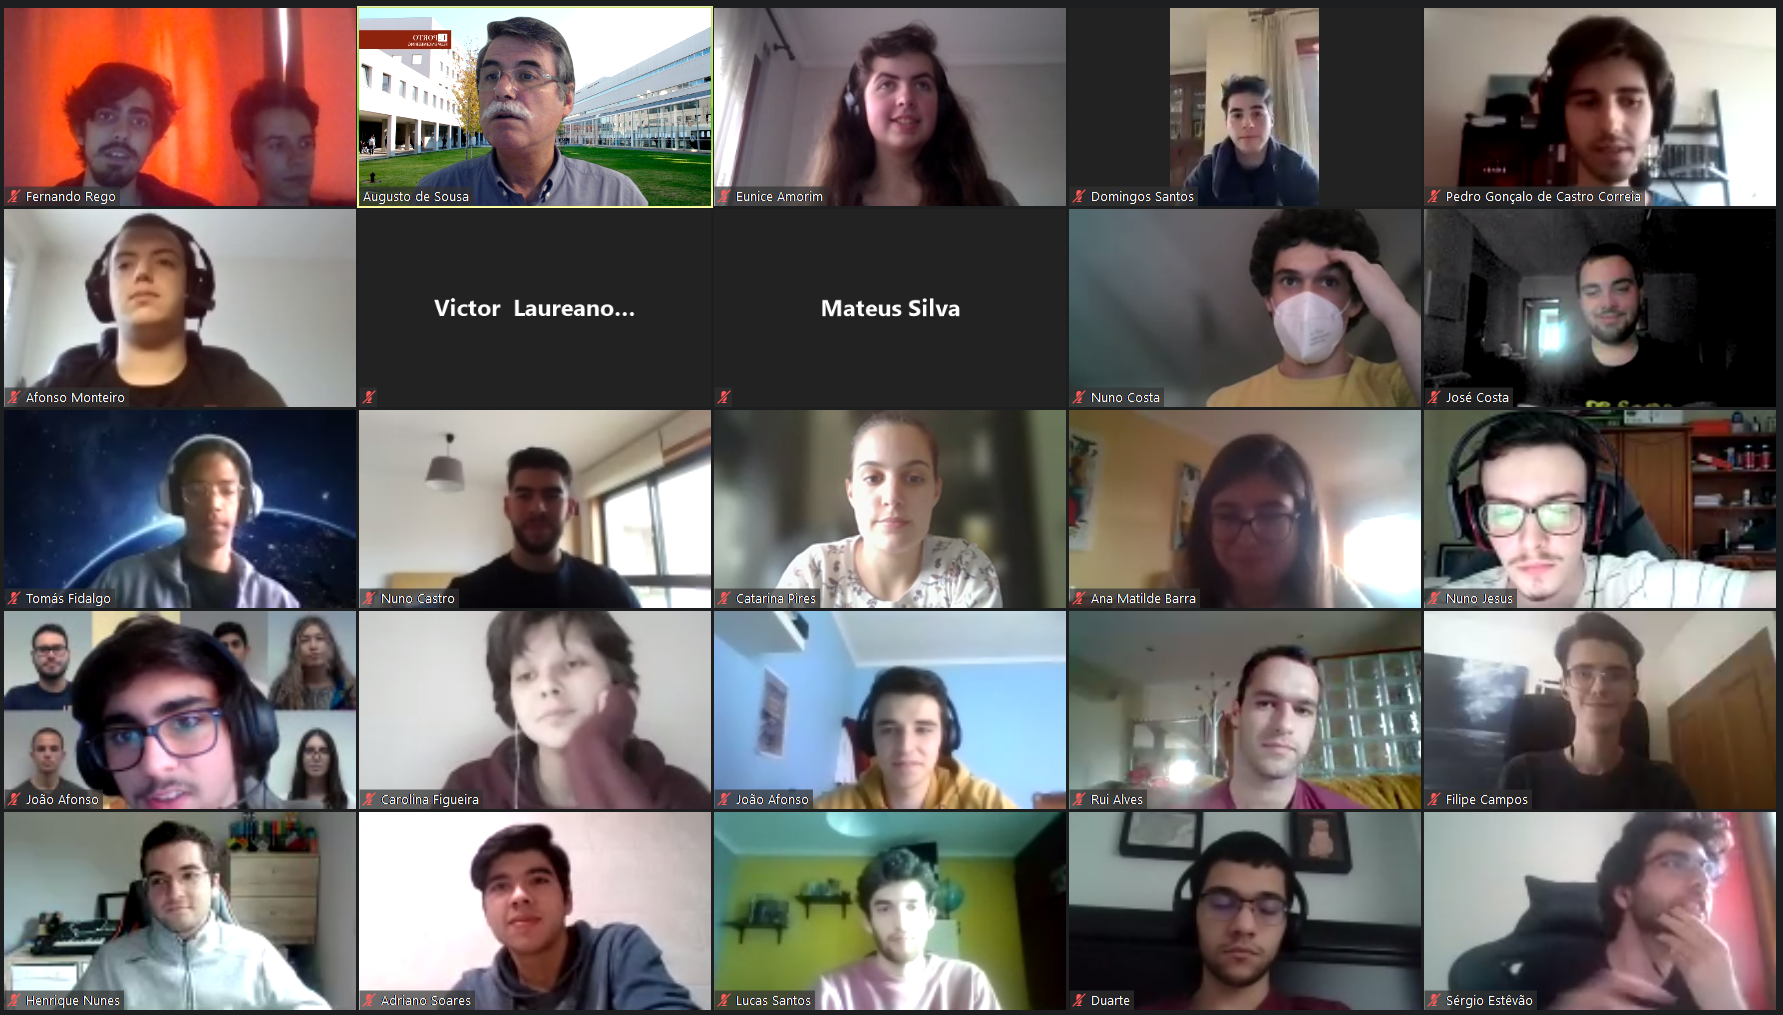 PORTO
Fernando Rego
Augusto de Sousa
Eunice Amorim
Domingos Santos
Pedro Gonçalo de Castro Correia
Afonso Monteiro
Victor Laureano...
Mateus Silva
Nuno Costa
José Costa
Tomás Fidalgo
Nuno Castro
Catarina Pires
Ana Matilde Barra
Nuno Jesus
João Afonso
Carolina Figueira
João Afonso
Rui Alves
Filipe Campos
Henrique Nunes
Adriano Soares
Lucas Santos
Duarte
Sérgio Estêvão